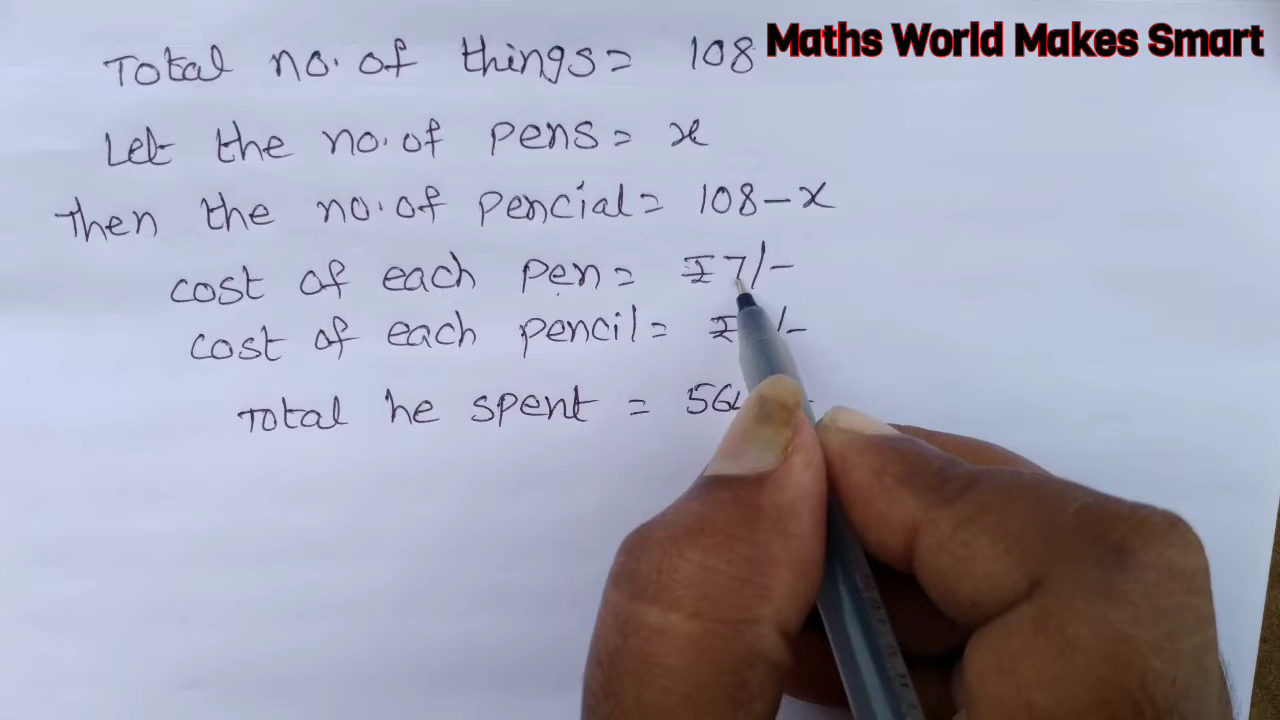 Maths World Makes Smart
Total no. of things = 108
Let the no. of pens = x
Then the no. of pencial = 108 - x
cost of each pen = ₹7/-
cost of each pencil = ₹ /-
Total he spent = 56